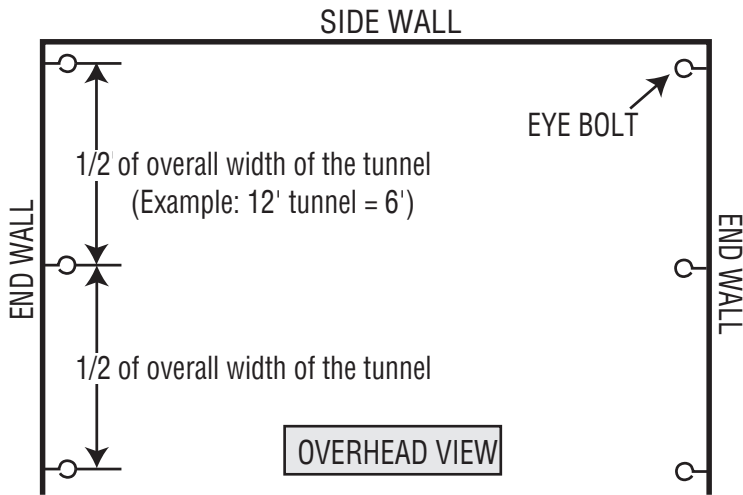 SIDE WALL
EYE BOLT
1/2' of overall width of the tunnel
(Example: 12' tunnel = 6')
END WALL
END WALL
1/2 of overall width of the tunnel
OVERHEAD VIEW